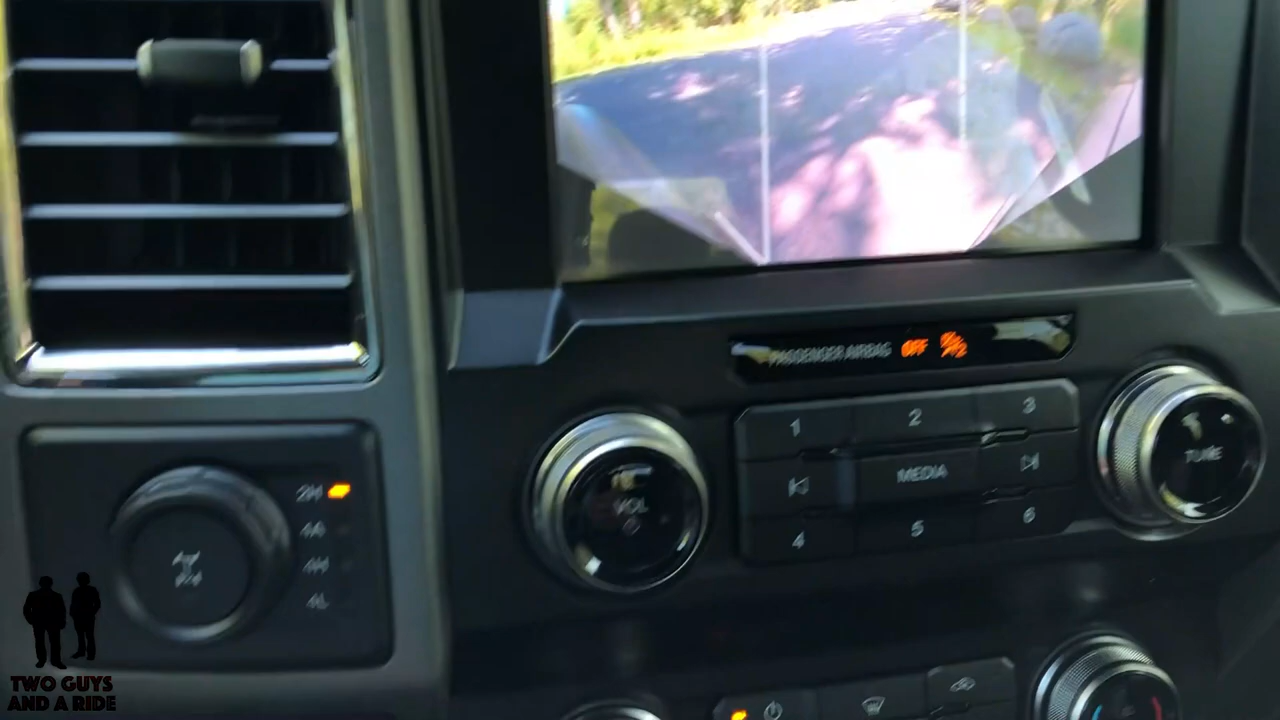 PASSENGER AIRBAG OFF
1 2 3
VOL
MEDIA
TUNE
4 5 6
2H
4A
4H
4L
TWO GUYS
AND A RIDE